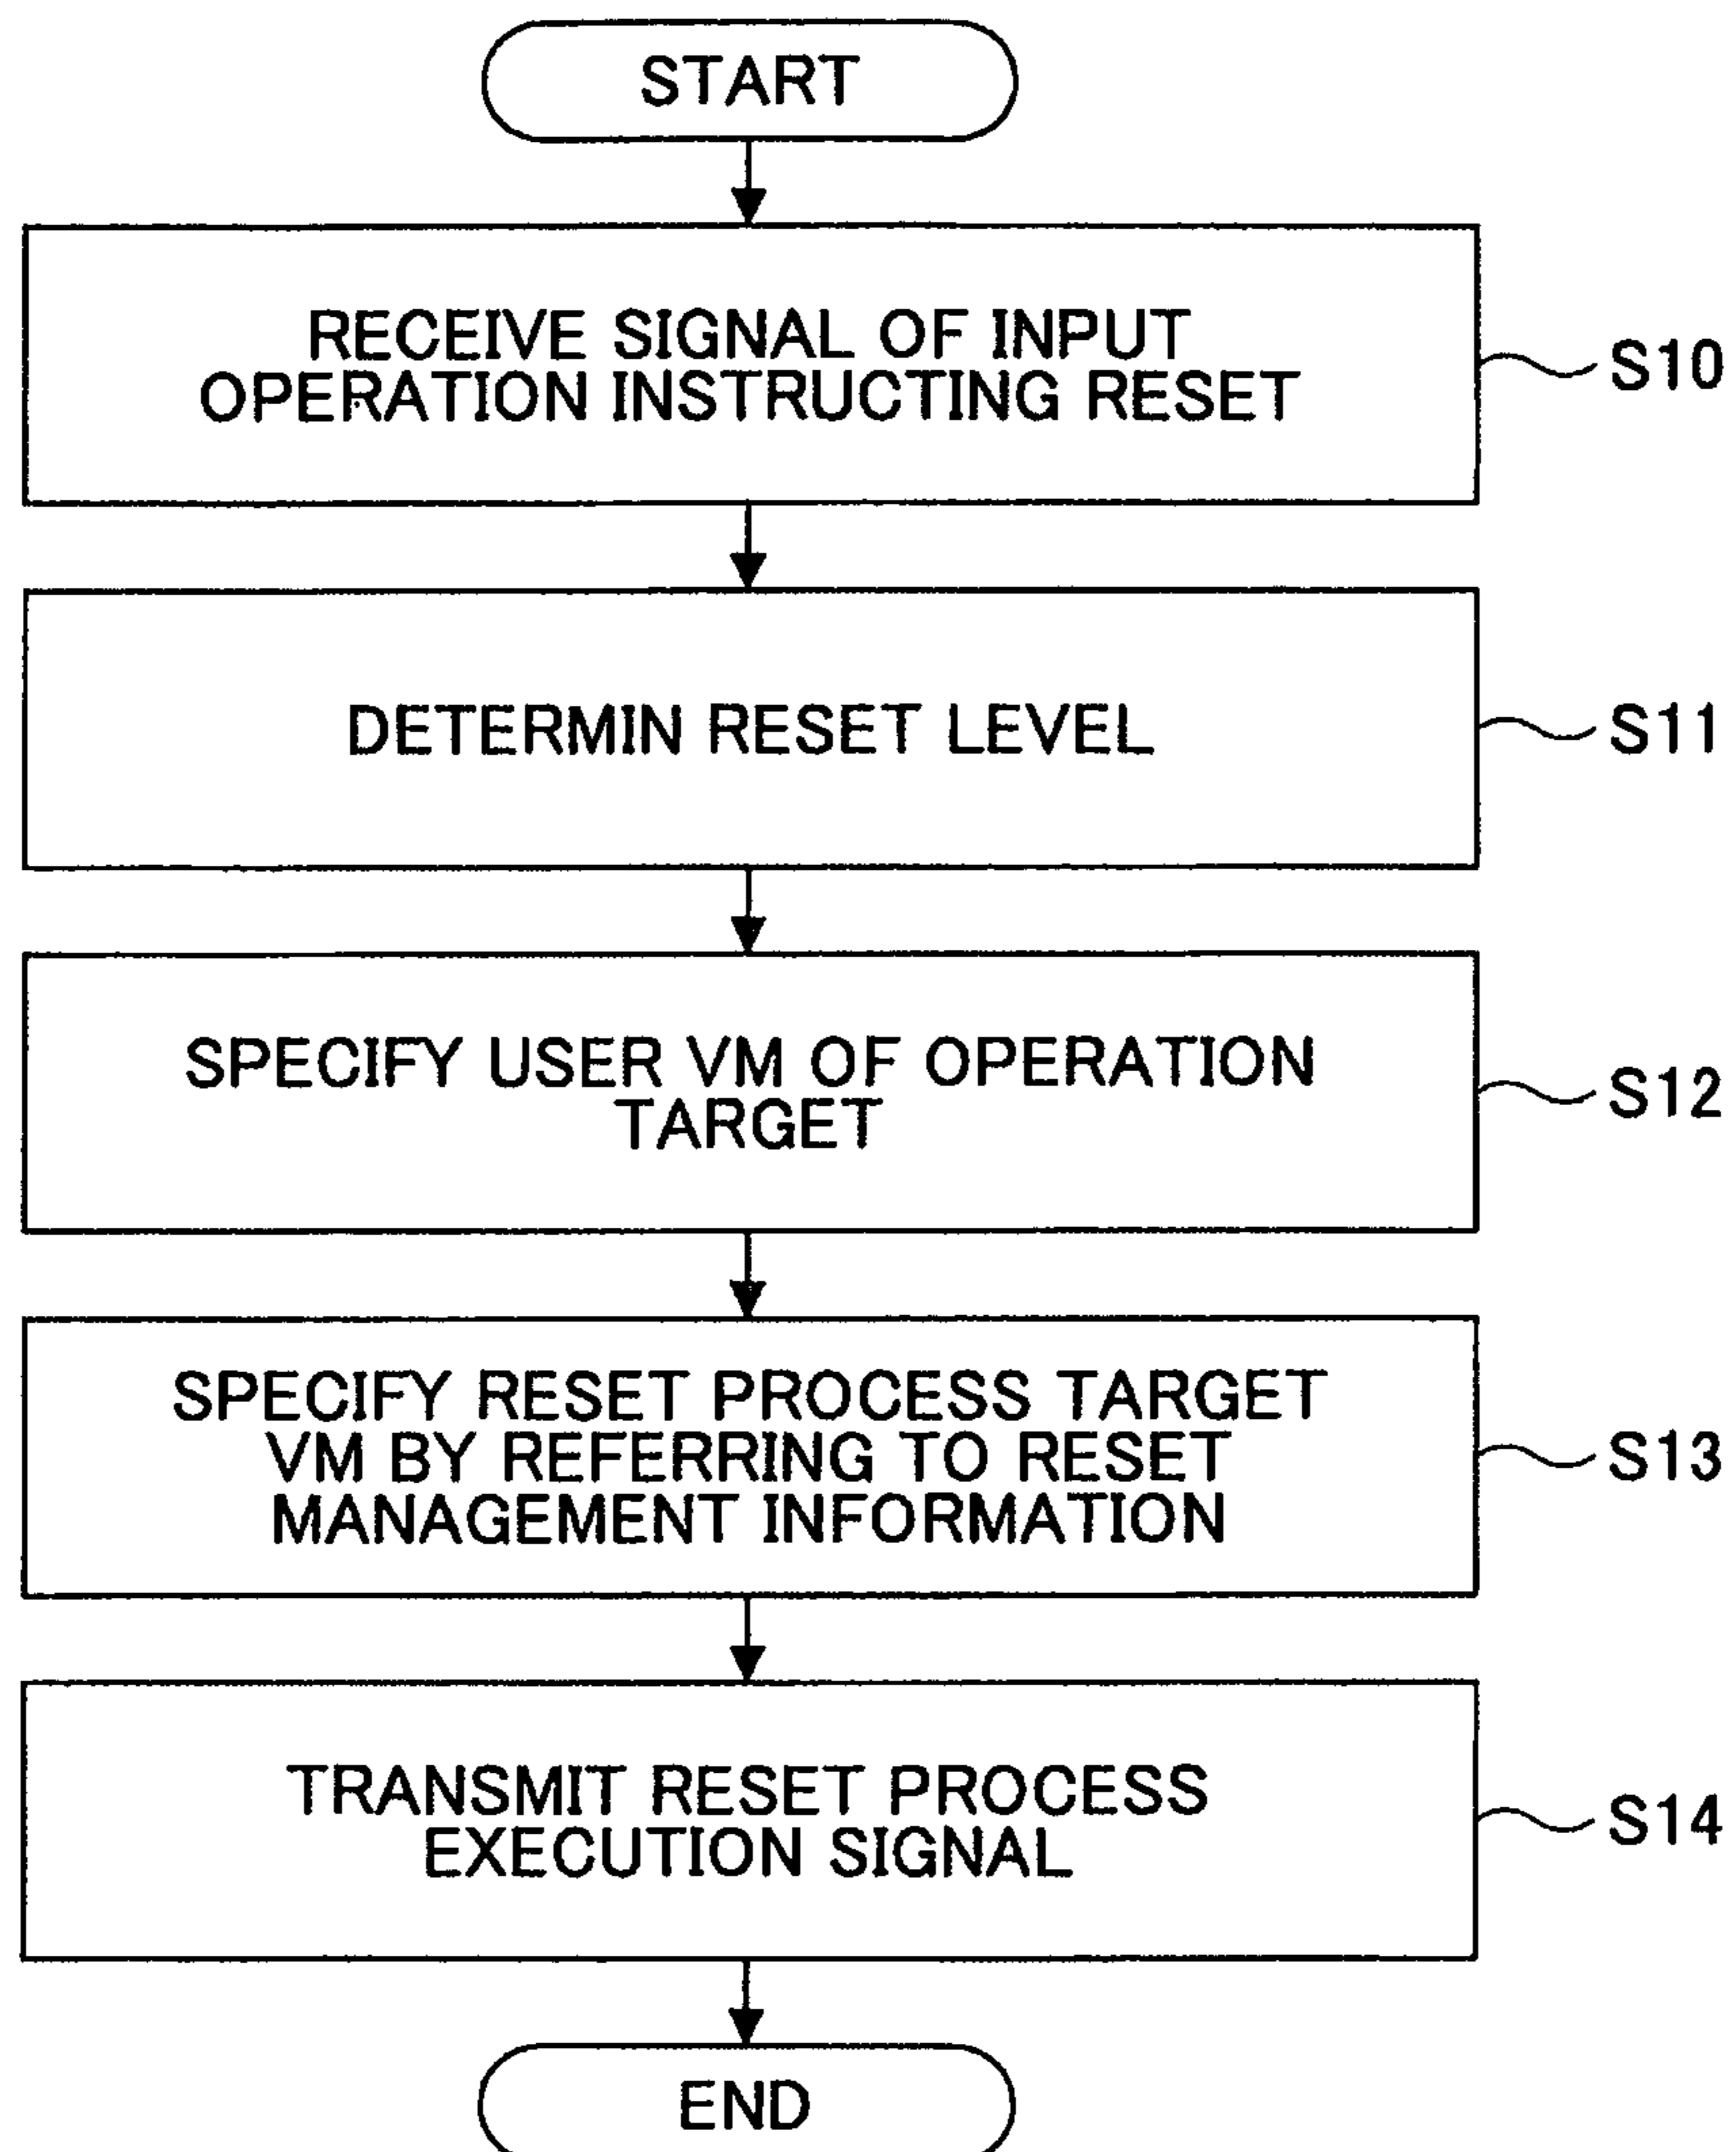 START
RECEIVE SIGNAL OF INPUT
OPERATION INSTRUCTING RESET
S10
DETERMIN RESET LEVEL
S11
SPECIFY USER VM OF OPERATION
TARGET
S12
SPECIFY RESET PROCESS TARGET
VM BY REFERRING TO RESET
MANAGEMENT INFORMATION
S13
TRANSMIT RESET PROCESS
EXECUTION SIGNAL
S14
END